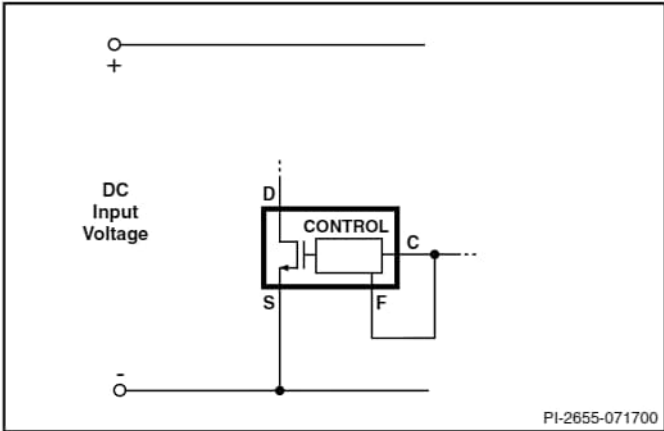 +
D
DC
Input
Voltage
CONTROL
C
S
F
-
PI-2655-071700